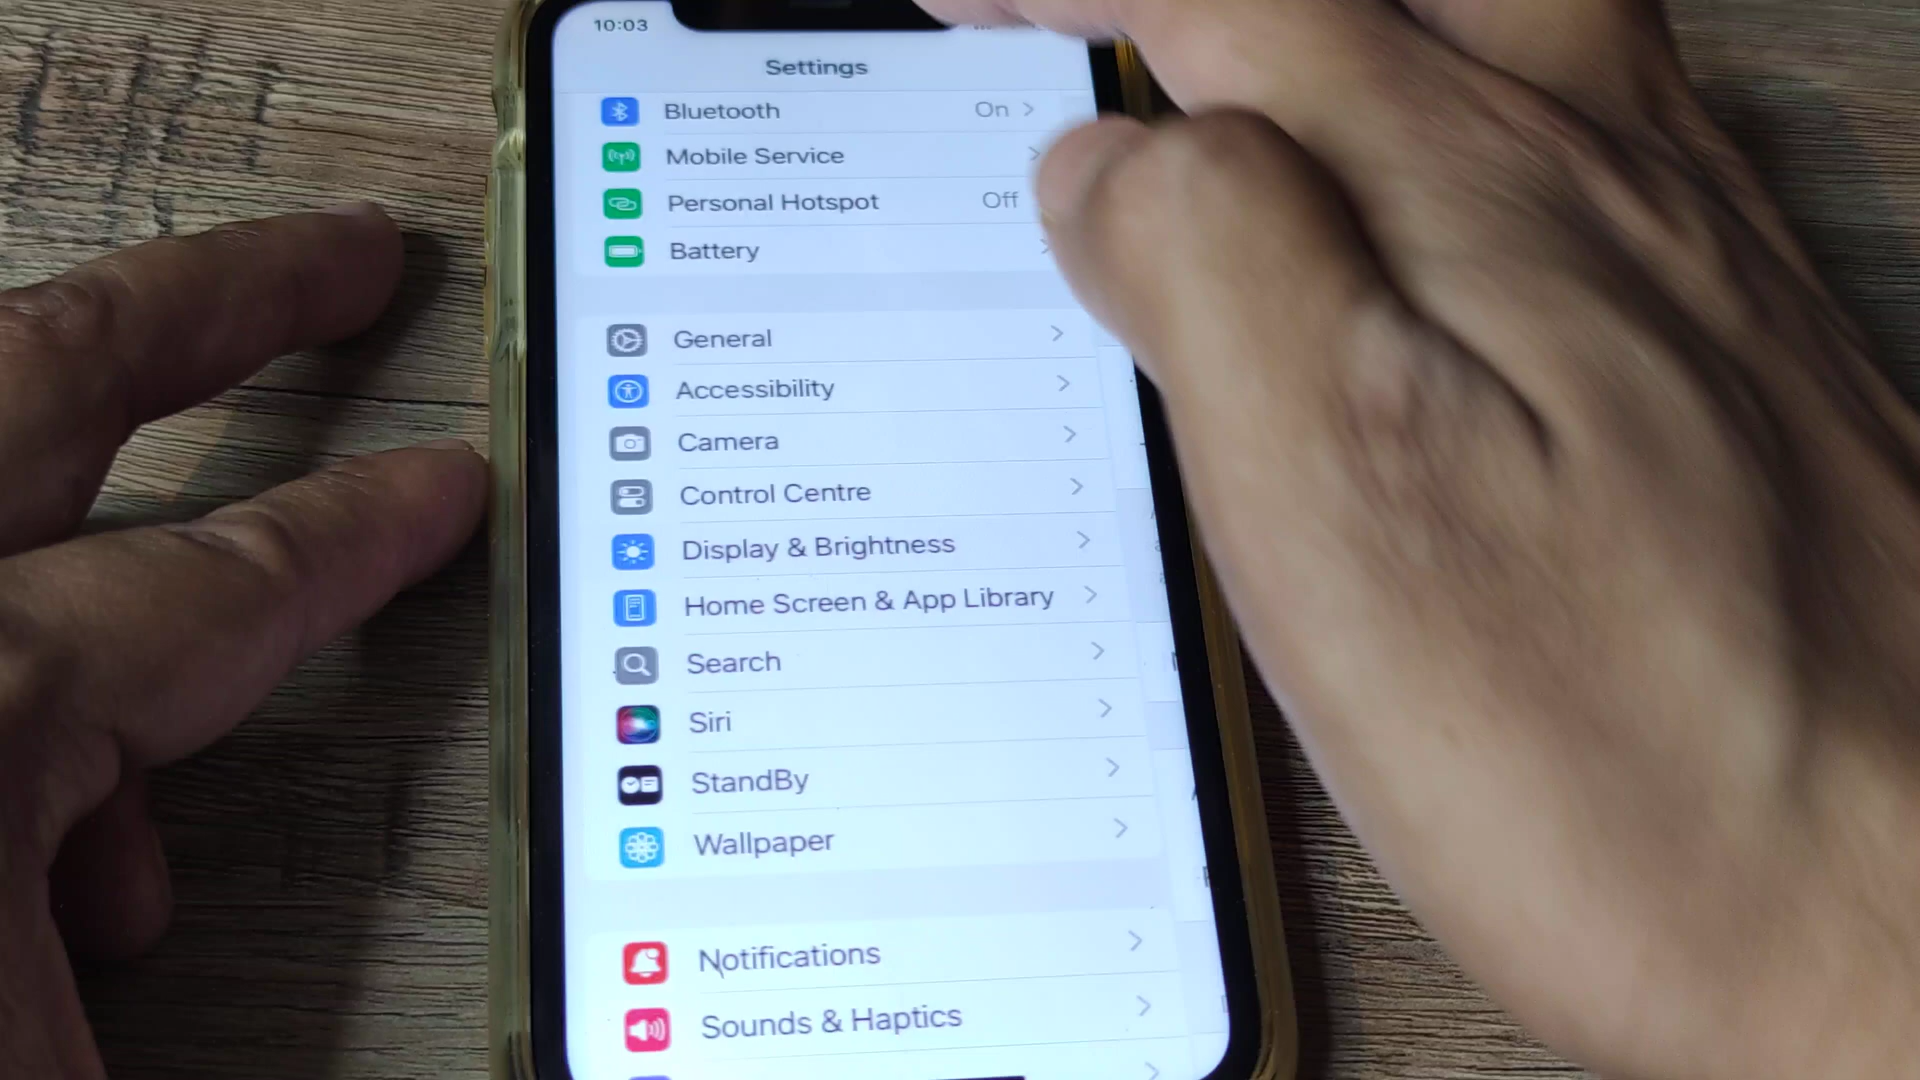 10:03
Settings
Bluetooth On
Mobile Service
Personal Hotspot Off
Battery
General
Accessibility
Camera
Control Centre
Display & Brightness
Home Screen & App Library
Search
Siri
StandBy
Wallpaper
Notifications
Sounds & Haptics